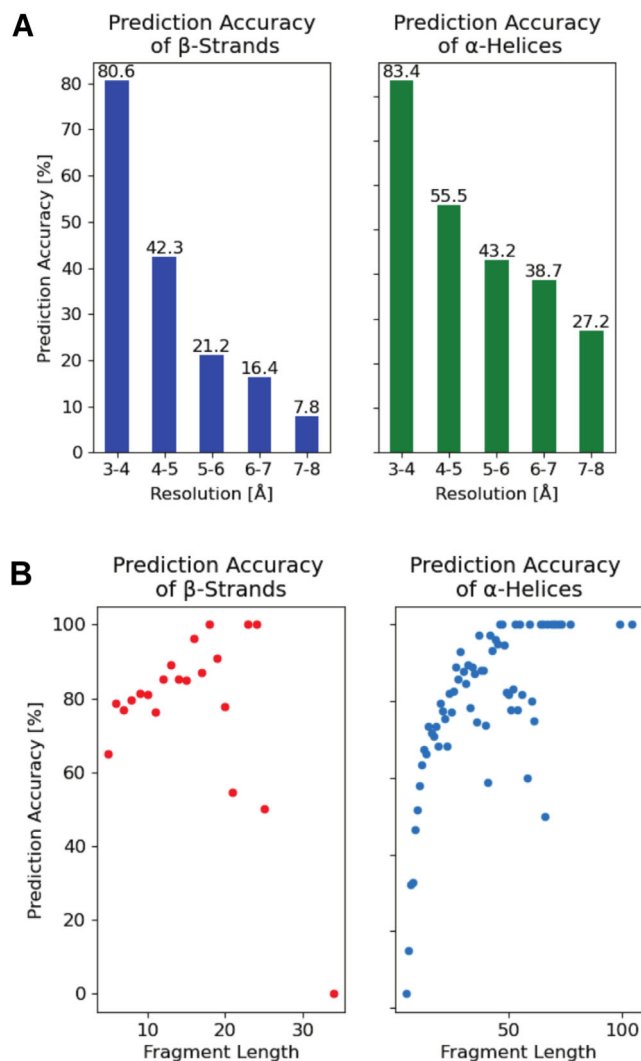 A
Prediction Accuracy
of β-Strands
Prediction Accuracy
of α-Helices
Prediction Accuracy [%]
80
70
60
50
40
30
20
10
0
80.6
42.3
21.2
16.4
7.8
83.4
55.5
43.2
38.7
27.2
3-4
4-5
5-6
6-7
7-8
3-4
4-5
5-6
6-7
7-8
Resolution [Å]
Resolution [Å]
B
Prediction Accuracy
of β-Strands
Prediction Accuracy
of α-Helices
Prediction Accuracy [%]
100
80
60
40
20
0
10
20
30
50
100
Fragment Length
Fragment Length